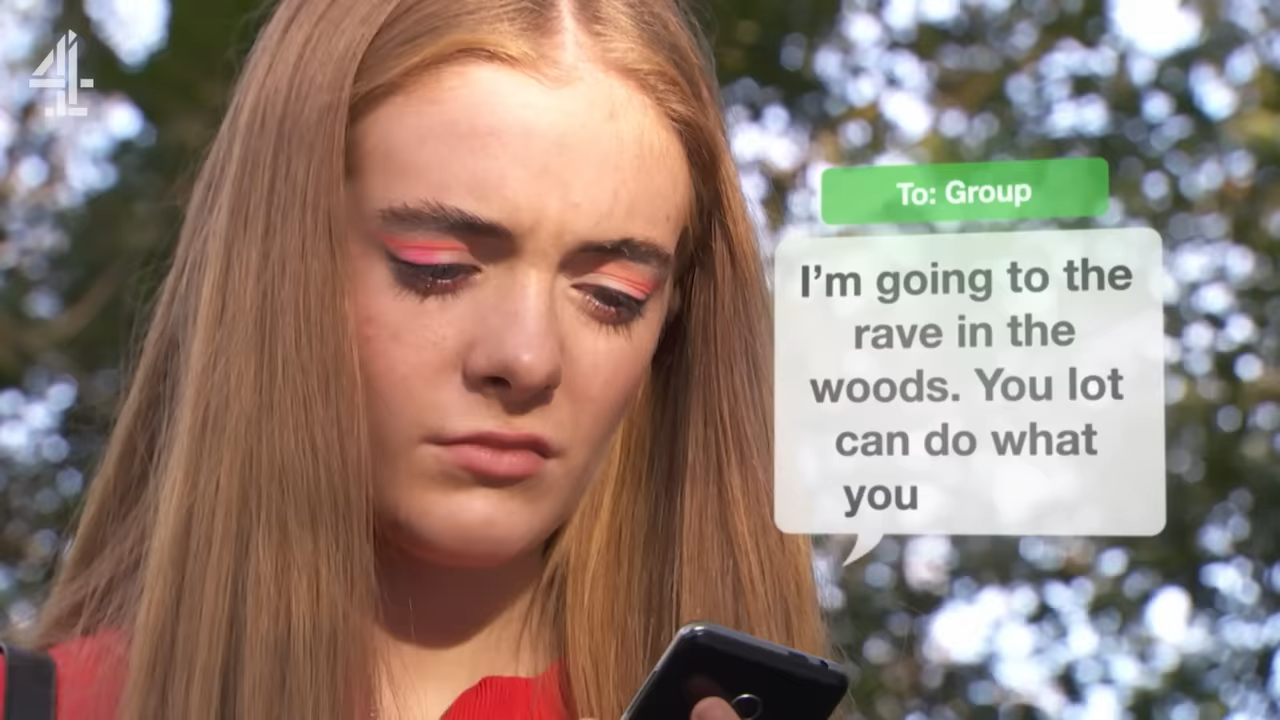 To: Group
I'm going to the
rave in the
woods. You lot
can do what
you